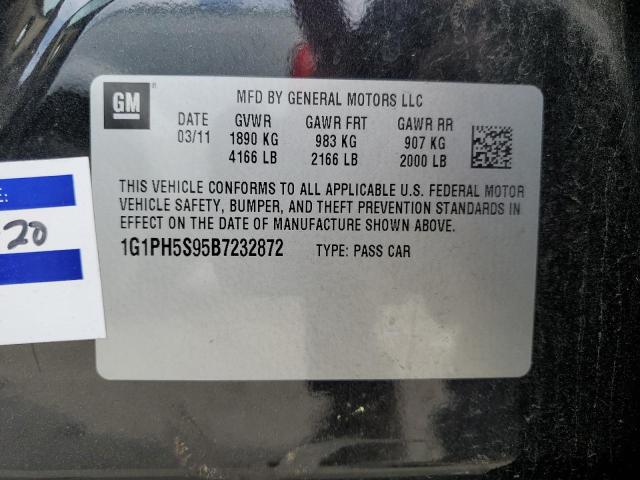 GM
MFD BY GENERAL MOTORS LLC
DATE GVWR GAWR FRT GAWR RR
03/11 1890 KG 983 KG 907 KG
4166 LB 2166 LB 2000 LB
THIS VEHICLE CONFORMS TO ALL APPLICABLE U.S. FEDERAL MOTOR
VEHICLE SAFETY, BUMPER, AND THEFT PREVENTION STANDARDS IN
EFFECT ON THE DATE OF MANUFACTURE SHOWN ABOVE.
1G1PH5S95B7232872 TYPE: PASS CAR
E:
20